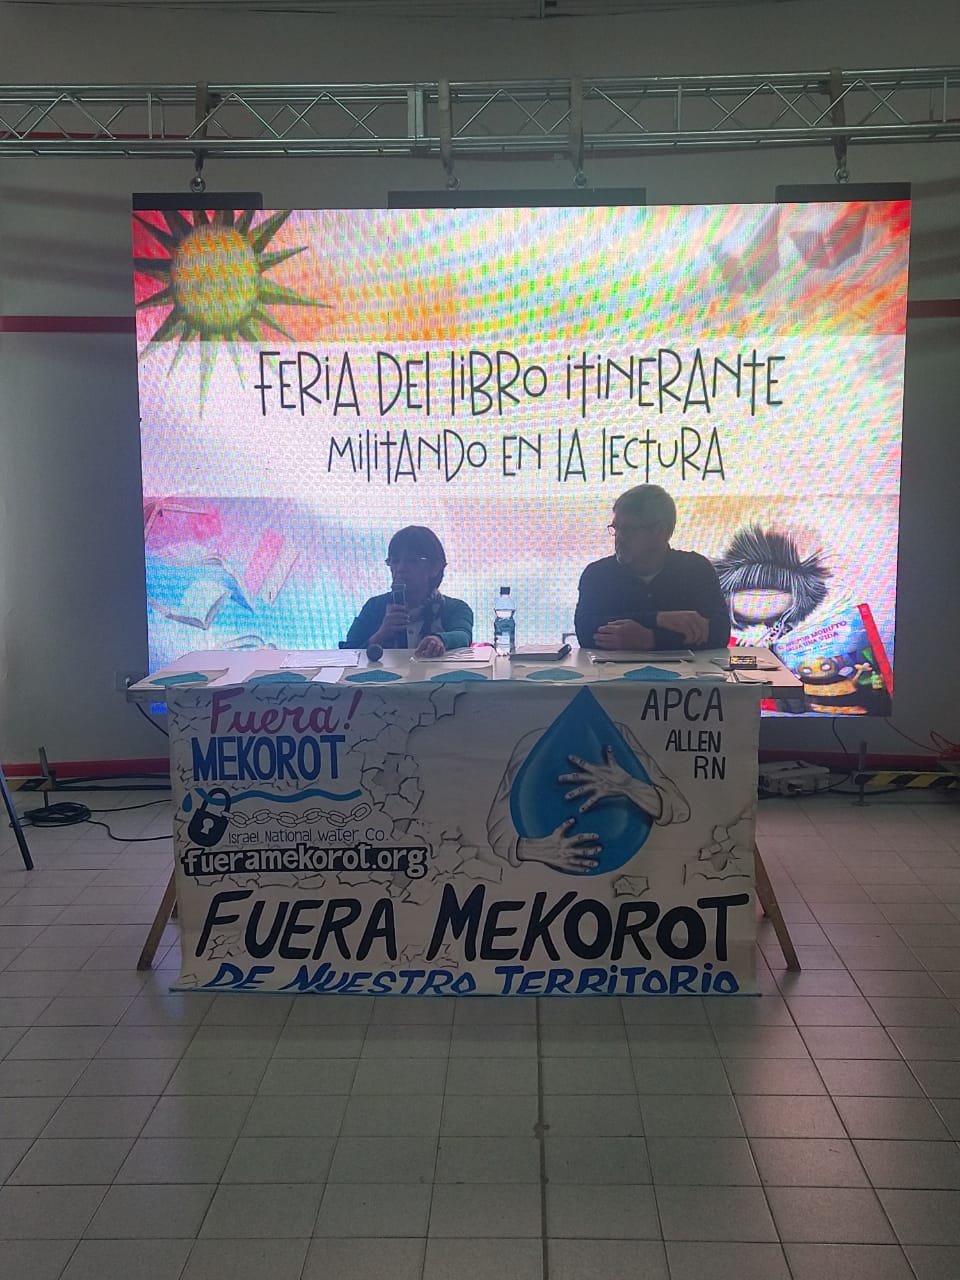 FERIA DEL LIBRO ITINERANTE
MILITANDO EN LA LECTURA
Fuera!
MEKOROT
Israel National Water Co.
fueramekorot.org
APCA
ALLEN
RN
FUERA MEKOROT
DE NUESTRO TERRITORIO